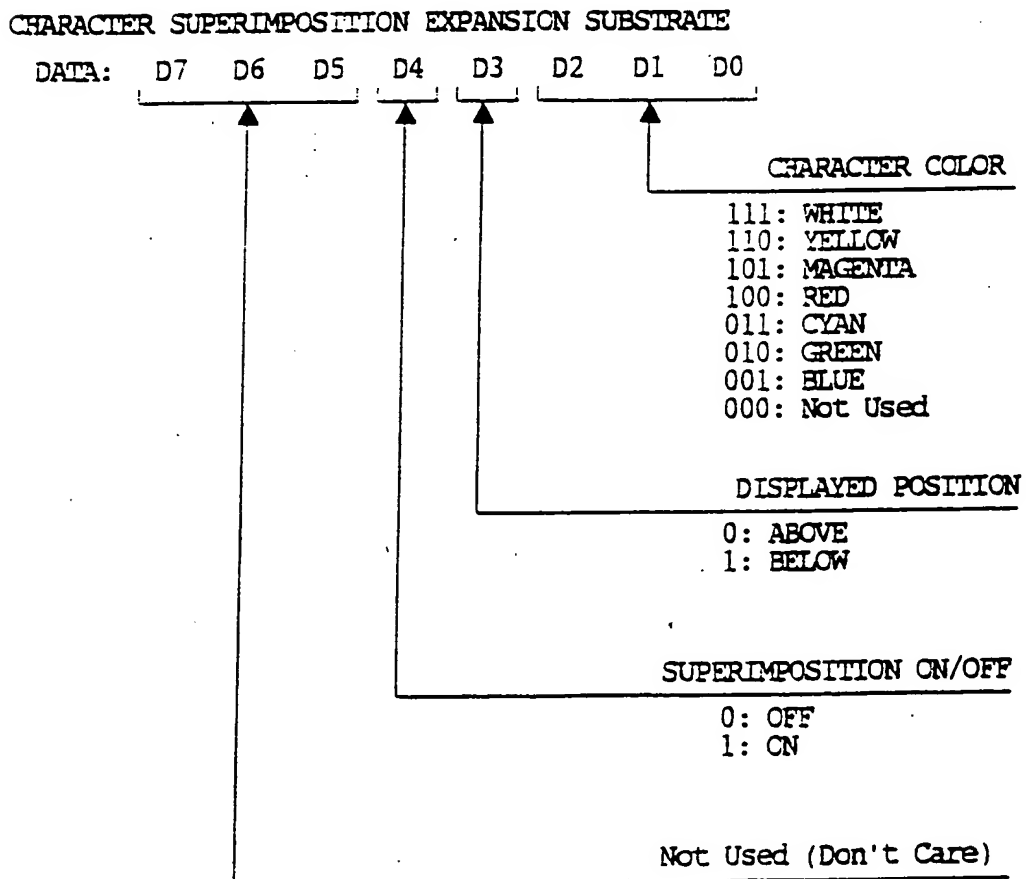 CHARACTER SUPERIMPOSITION EXPANSION SUBSTRATE
DATA: D7 D6 D5 D4 D3 D2 D1 D0
CHARACTER COLOR
111: WHITE
110: YELLOW
101: MAGENTA
100: RED
011: CYAN
010: GREEN
001: BLUE
000: Not Used
DISPLAYED POSITION
0: ABOVE
1: BELOW
SUPERIMPOSITION ON/OFF
0: OFF
1: ON
Not Used (Don't Care)